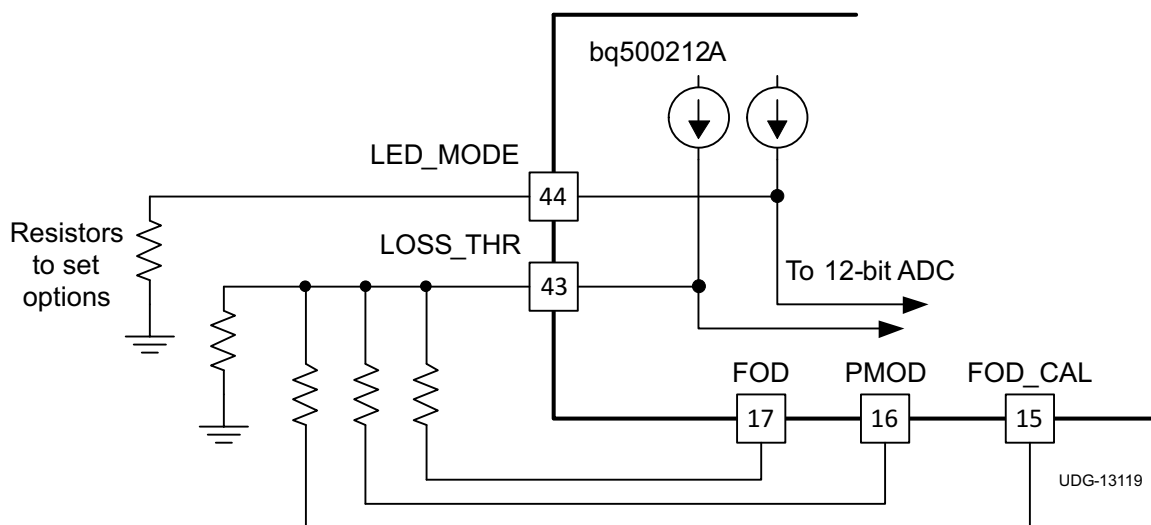 bq500212A
LED_MODE
44
Resistors
to set
options
LOSS_THR
43
To 12-bit ADC
FOD
PMOD
FOD_CAL
17
16
15
UDG-13119